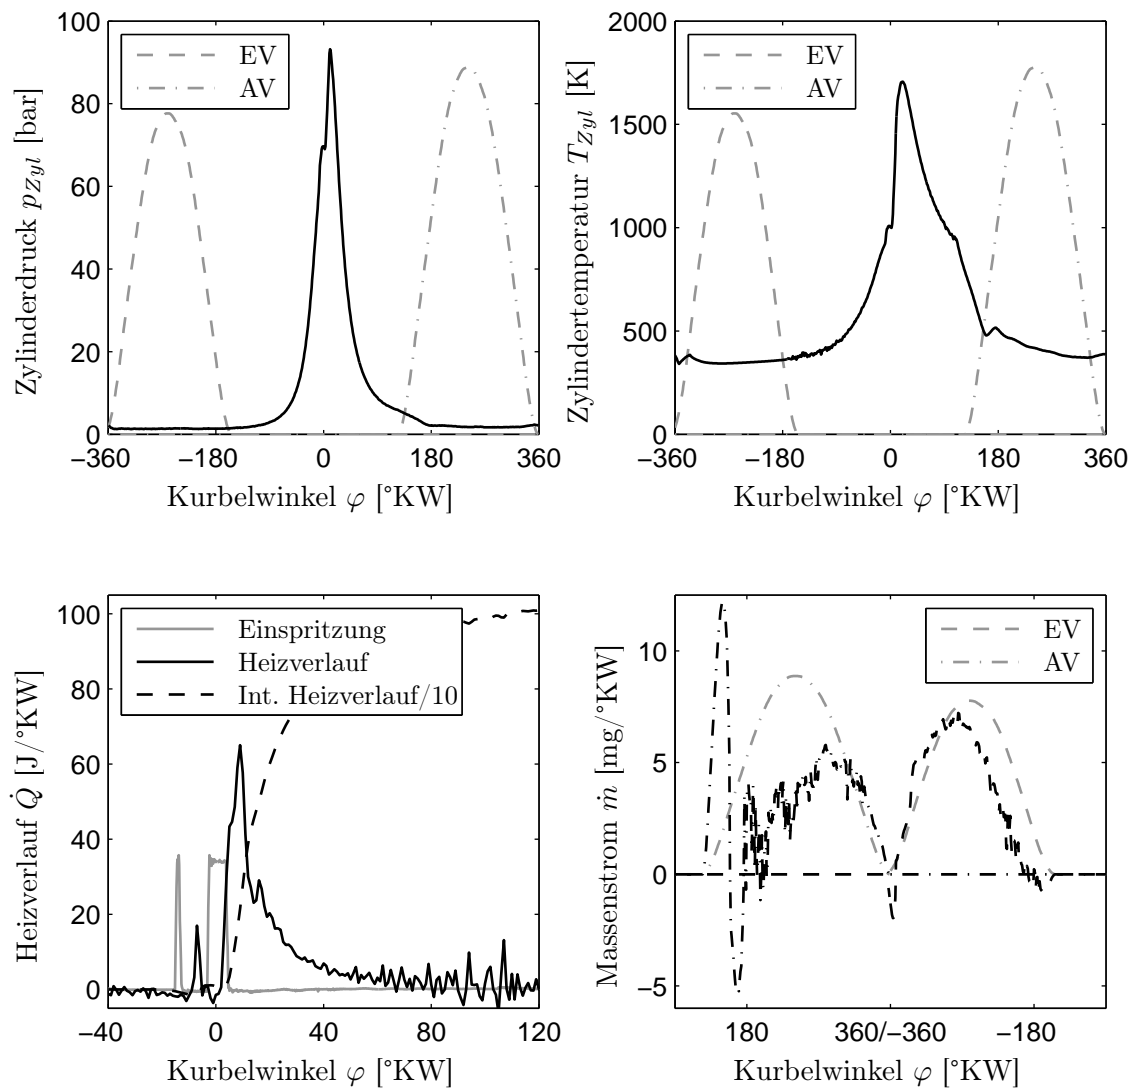 100
80
60
40
20
0
−360
−180
0
180
360
Zylinderdruck p_Zyl [bar]
Kurbelwinkel φ [°KW]
EV
AV
2000
1500
1000
500
0
−360
−180
0
180
360
Zylindertemperatur T_Zyl [K]
Kurbelwinkel φ [°KW]
EV
AV
100
80
60
40
20
0
−40
0
40
80
120
Heizverlauf Q̇ [J/°KW]
Kurbelwinkel φ [°KW]
Einspritzung
Heizverlauf
Int. Heizverlauf/10
10
5
0
−5
180
360/−360
−180
Massenstrom ṁ [mg/°KW]
Kurbelwinkel φ [°KW]
EV
AV